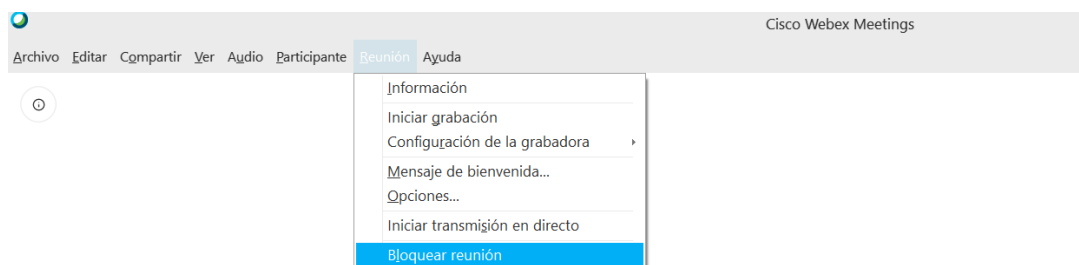 Cisco Webex Meetings
Archivo Editar Compartir Ver Audio Participante Reunión Ayuda
Información
Iniciar grabación
Configuración de la grabadora
Mensaje de bienvenida...
Opciones...
Iniciar transmisión en directo
Bloquear reunión